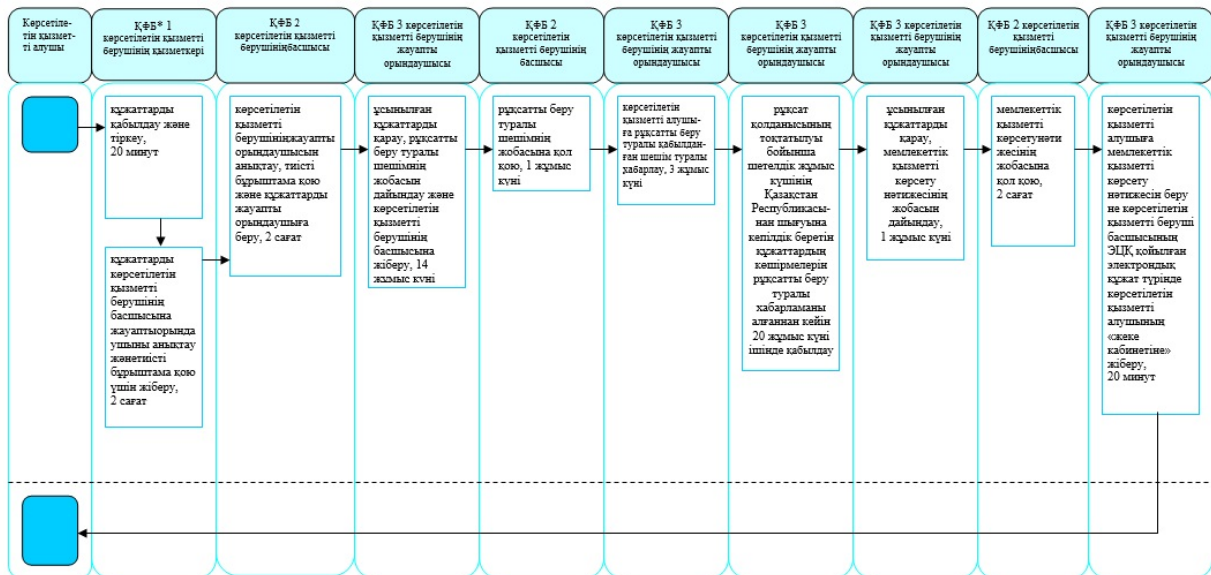 Көрсетіле-
тін қызмет-
ті алушы
ҚФБ* 1
көрсетілетін қызметті
берушінің қызметкері
ҚФБ 2
көрсетілетін қызметті
берушініңбасшысы
ҚФБ 3 көрсетілетін
қызметті берушінің
жауапты
орындаушысы
ҚФБ 2
көрсетілетін
қызметті берушінің
басшысы
ҚФБ 3
көрсетілетін қызметті
берушінің жауапты
орындаушысы
ҚФБ 3
көрсетілетін қызметті
берушінің жауапты
орындаушысы
ҚФБ 3 көрсетілетін
қызметті берушінің
жауапты
орындаушысы
ҚФБ 2 көрсетілетін
қызметті
берушініңбасшысы
ҚФБ 3 көрсетілетін
қызметті берушінің
жауапты
орындаушысы
құжаттарды
қабылдау және
тіркеу,
20 минут
құжаттарды
көрсетілетін
қызметті
берушінің
басшысына
жауаптыорында
ушыны анықтау
жәнетиісті
бұрыштама қою
үшін жіберу,
2 сағат
көрсетілетін
қызметті
берушініңжауапты
орындаушысын
анықтау, тиісті
бұрыштама қою
және құжаттарды
жауапты
орындаушыға
беру, 2 сағат
ұсынылған
құжаттарды
қарау, рұқсатты
беру туралы
шешімнің
жобасын
дайындау және
көрсетілетін
қызметті
берушінің
басшысына
жіберу, 14
жұмыс күні
рұқсатты беру
туралы
шешімнің
жобасына қол
қою, 1 жұмыс
күні
көрсетілетін
қызметті алушы-
ға рұқсатты беру
туралы қабылдан-
ған шешім туралы
хабарлау, 3 жұмыс
күні
рұқсат
қолданысының
тоқтатылуы
бойынша
шетелдік жұмыс
күшінің
Қазақстан
Республикасы-
нан шығуына
кепілдік беретін
құжаттардың
көшірмелерін
рұқсатты беру
туралы
хабарламаны
алғаннан кейін
20 жұмыс күні
ішінде қабылдау
ұсынылған
құжаттарды
қарау,
мемлекеттік
қызметті
көрсету
нәтижесінің
жобасын
дайындау,
1 жұмыс күні
мемлекеттік
қызметті
көрсетунәти
жесінің
жобасына
қол қою,
2 сағат
көрсетілетін
қызметті
алушыға
мемлекеттік
қызметті
көрсету
нәтижесін беру
не көрсетілетін
қызметті беруші
басшысының
ЭЦҚ қойылған
электрондық
құжат түрінде
көрсетілетін
қызметті
алушының
«жеке
кабинетіне»
жіберу,
20 минут